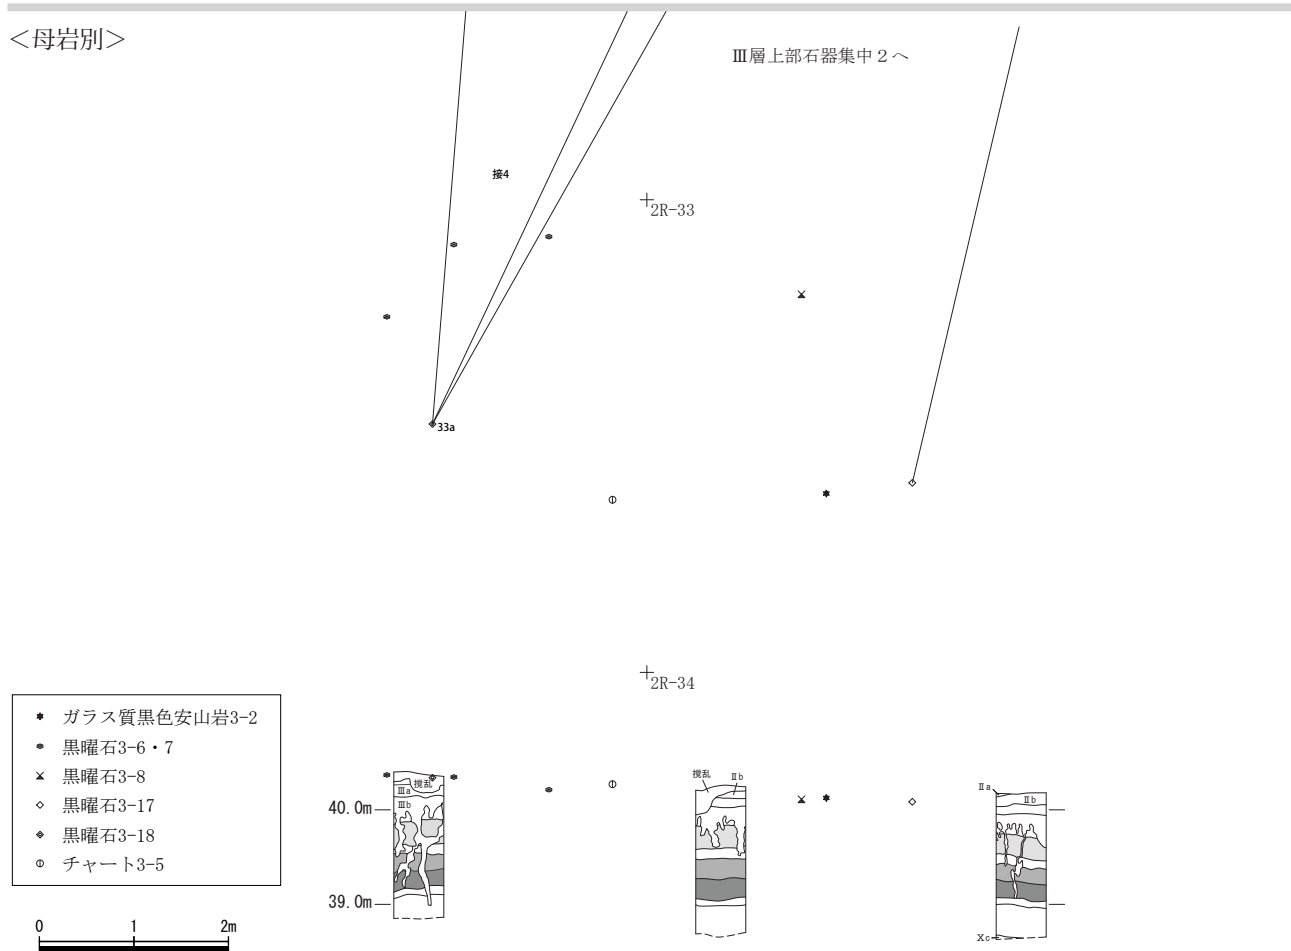 ＜母岩別＞
Ⅲ層上部石器集中２へ
接4
2R-33
33a
2R-34
ガラス質黒色安山岩3-2
黒曜石3-6・7
黒曜石3-8
黒曜石3-17
黒曜石3-18
チャート3-5
0 1 2m
40.0m
39.0m
攪乱
Ⅲa
Ⅲb
攪乱
Ⅱb
Ⅱa
Ⅱb
Ⅹc